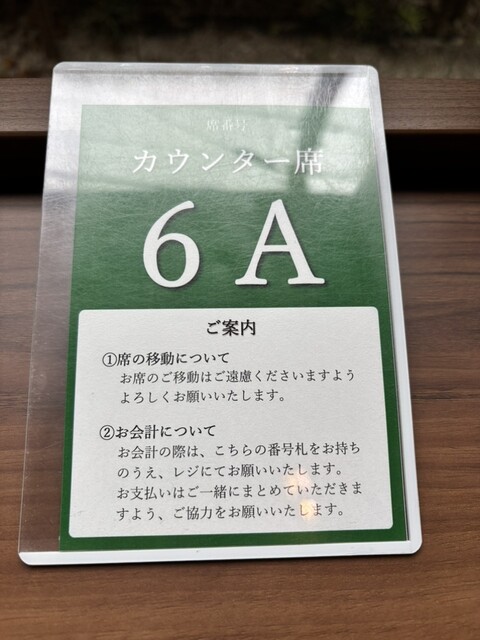 席番号
カウンター席
6 A
ご案内
①席の移動について
お席のご移動はご遠慮くださいますよう
よろしくお願いいたします。
②お会計について
お会計の際は、こちらの番号札をお持ち
のうえ、レジにてお願いいたします。
お支払いはご一緒にまとめていただきま
すよう、ご協力をお願いいたします。